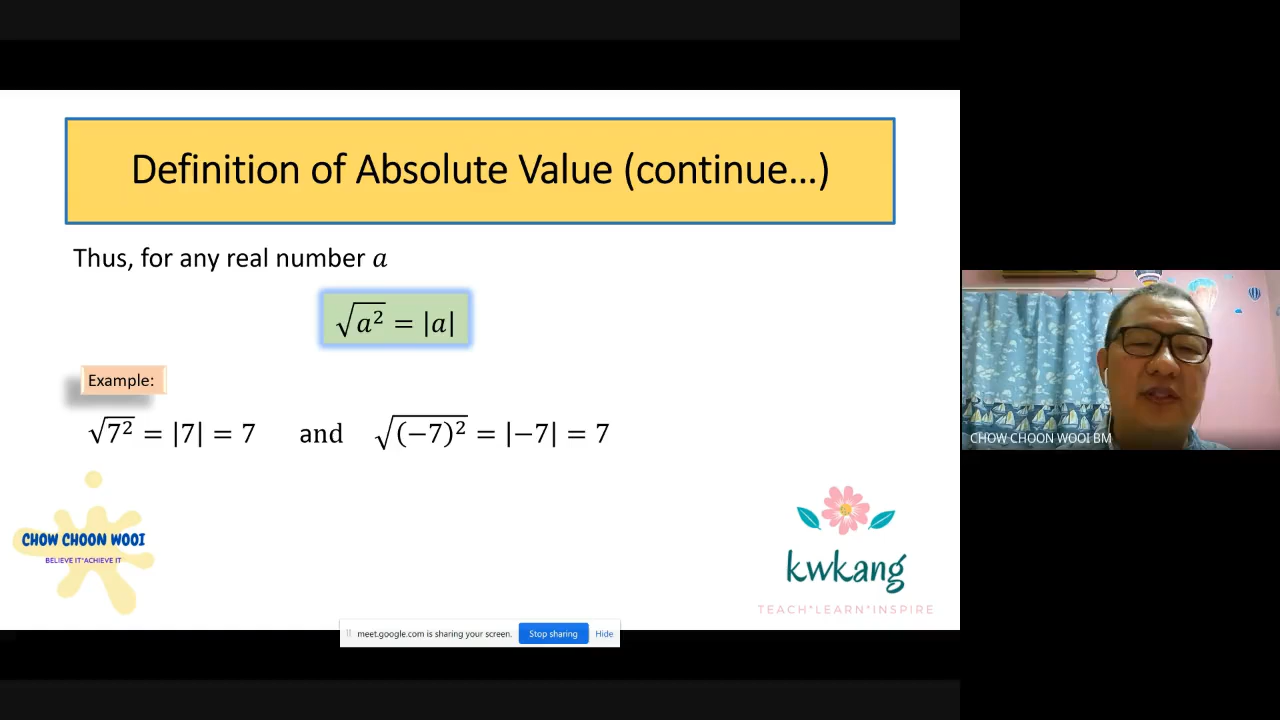 Definition of Absolute Value (continue...)
Thus, for any real number a
√a² = |a|
Example:
√7² = |7| = 7 and √(−7)² = |−7| = 7
CHOW CHOON WOOI
BELIEVE IT*ACHIEVE IT
kwkang
TEACH*LEARN*INSPIRE
meet.google.com is sharing your screen. Stop sharing Hide
CHOW CHOON WOOI BM